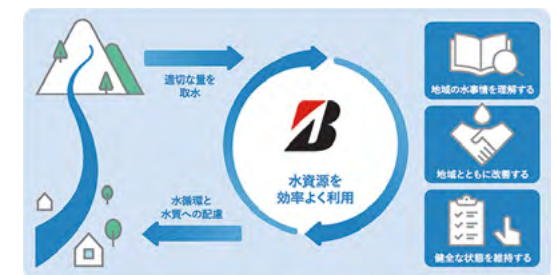 適切な量を
取水
水資源を
効率よく利用
水循環と
水質への配慮
地域の水事情を理解する
地域とともに改善する
健全な状態を維持する